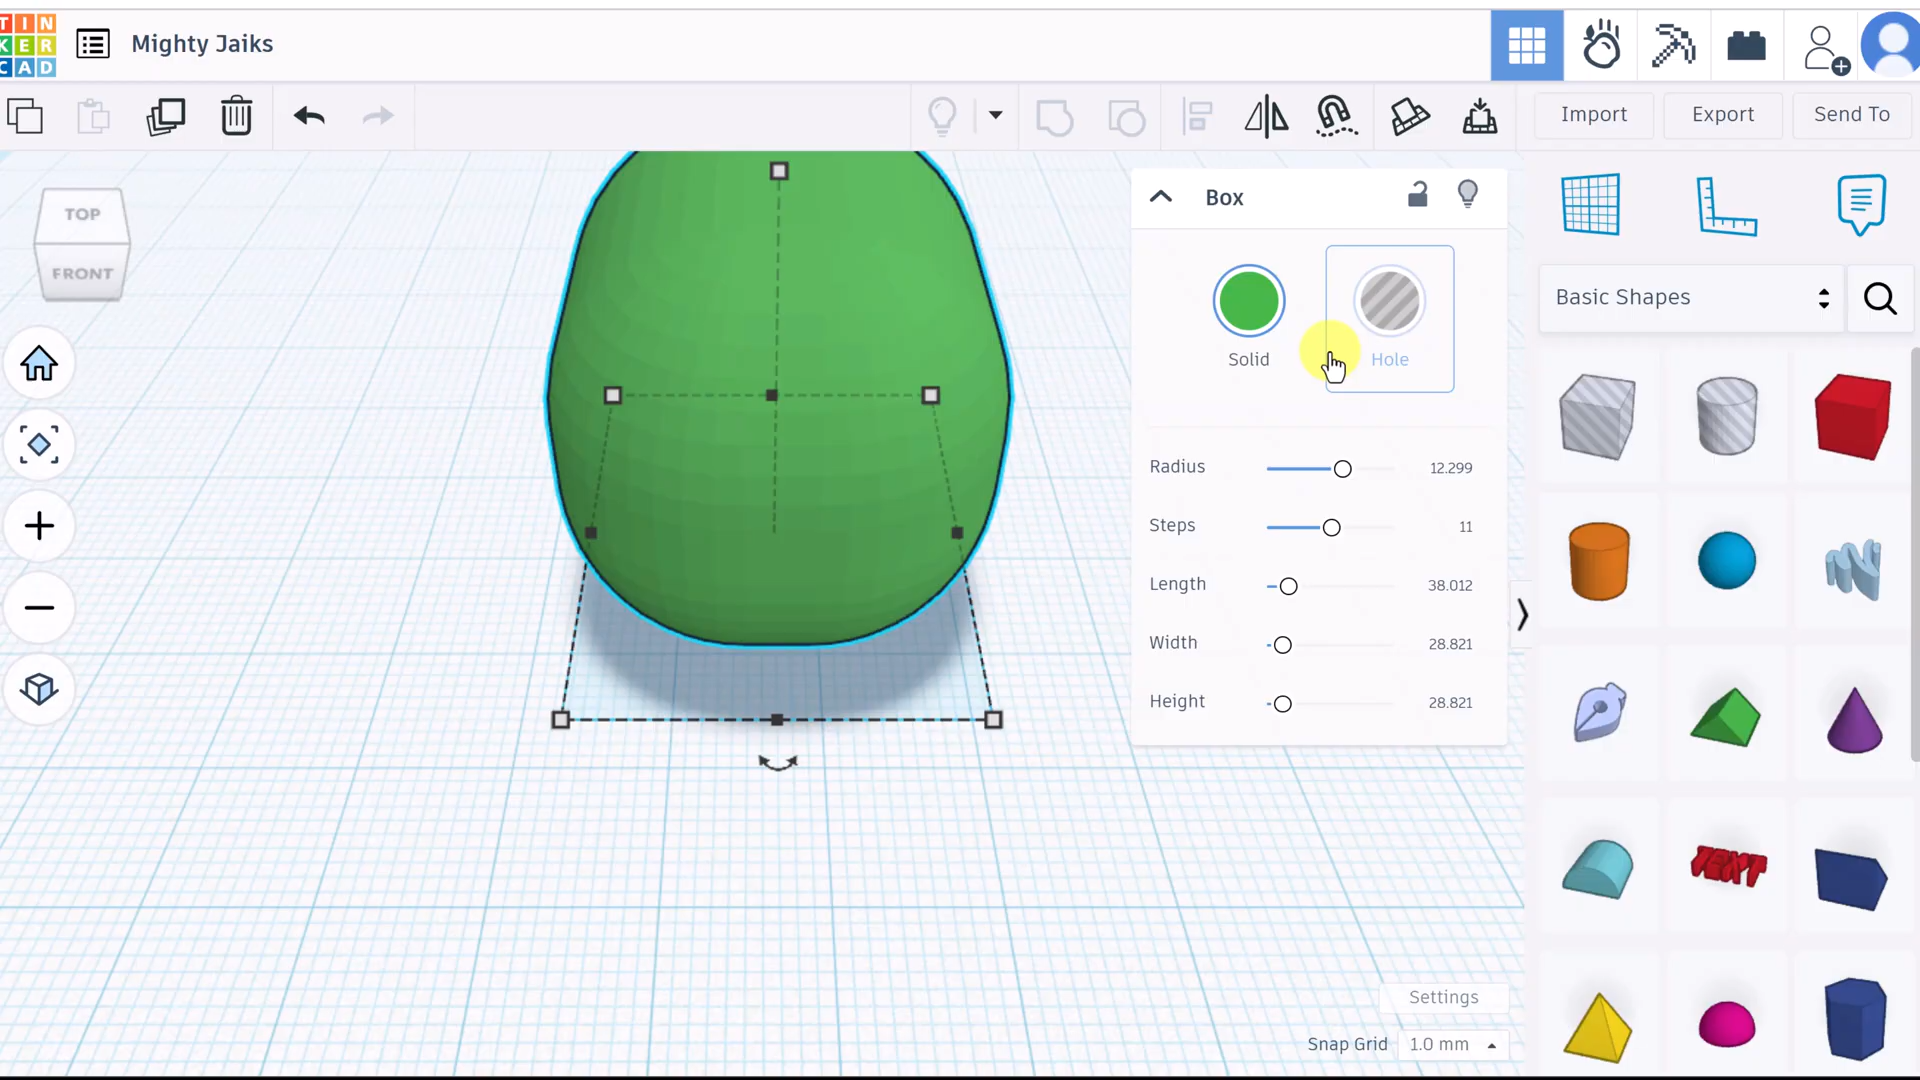 TIN
KER
CAD
Mighty Jaiks
Import
Export
Send To
TOP
FRONT
Box
Solid
Hole
Radius 12.299
Steps 11
Length 38.012
Width 28.821
Height 28.821
Basic Shapes
TEXT
Settings
Snap Grid 1.0 mm